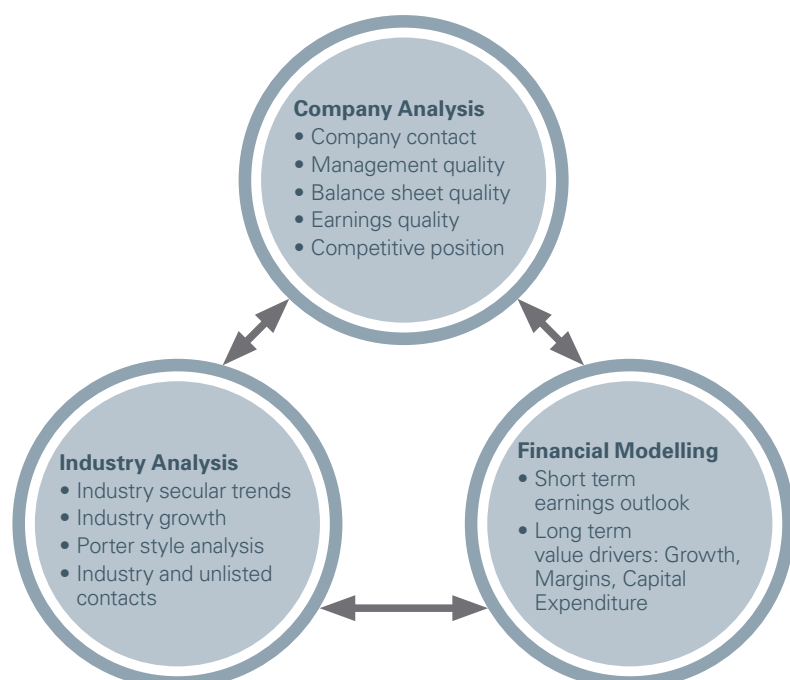 Company Analysis
• Company contact
• Management quality
• Balance sheet quality
• Earnings quality
• Competitive position
Industry Analysis
• Industry secular trends
• Industry growth
• Porter style analysis
• Industry and unlisted
contacts
Financial Modelling
• Short term
earnings outlook
• Long term
value drivers: Growth,
Margins, Capital
Expenditure